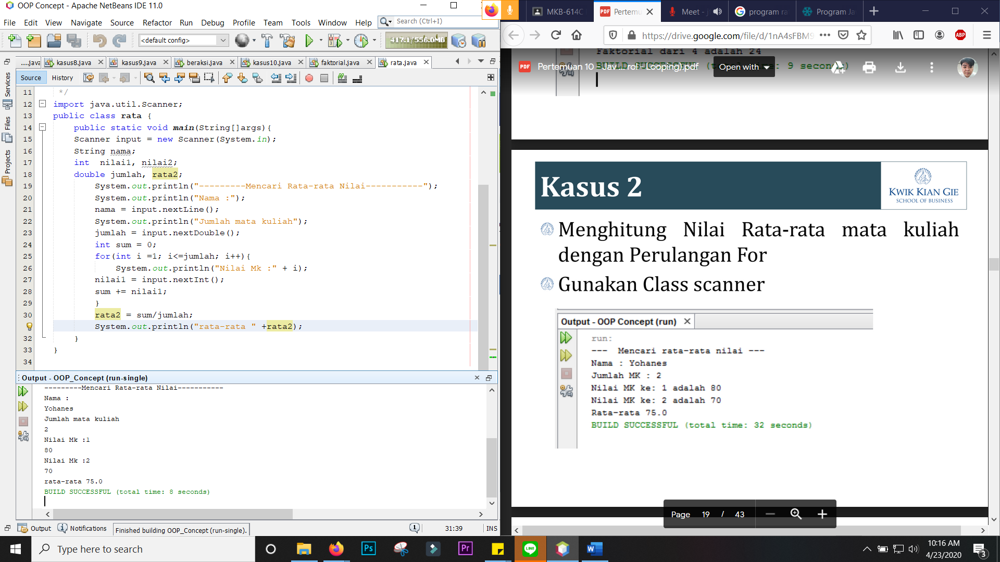 OOP Concept - Apache NetBeans IDE 11.0
File Edit View Navigate Source Refactor Run Debug Profile Team Tools Window Help
Search (Ctrl+I)
<default config>
417.1/556.0MB
....java kasus8.java kasus9.java beraksi.java kasus10.java faktorial.java rata.java
Source History
Services
Files
Projects
11 */
12 import java.util.Scanner;
13 public class rata {
14 public static void main(String[]args){
15 Scanner input = new Scanner(System.in);
16 String nama;
17 int nilai1, nilai2;
18 double jumlah, rata2;
19 System.out.println("---------Mencari Rata-rata Nilai-----------");
20 System.out.println("Nama :");
21 nama = input.nextLine();
22 System.out.println("Jumlah mata kuliah");
23 jumlah = input.nextDouble();
24 int sum = 0;
25 for(int i =1; i<=jumlah; i++){
26 System.out.println("Nilai Mk :" + i);
27 nilai1 = input.nextInt();
28 sum += nilai1;
29 }
30 rata2 = sum/jumlah;
System.out.println("rata-rata " +rata2);
32 }
33 }
34
Output - OOP_Concept (run-single)
---------Mencari Rata-rata Nilai-----------
Nama :
Yohanes
Jumlah mata kuliah
2
Nilai Mk :1
80
Nilai Mk :2
70
rata-rata 75.0
BUILD SUCCESSFUL (total time: 8 seconds)
Output Notifications Finished building OOP_Concept (run-single). 1 31:39 INS
MKB-614C Pertemu Meet - j program ra Program Ja
https://drive.google.com/file/d/1nA4sFBM9
ABP
Faktorial dari 4 adalah 24
BUILD SUCCESSFUL (total time: 9 seconds)
PDF Pertemuan 10 - Jav...rol - Looping).pdf Open with
Kasus 2
KWIK KIAN GIE
SCHOOL OF BUSINESS
Menghitung Nilai Rata-rata mata kuliah
dengan Perulangan For
Gunakan Class scanner
Output - OOP Concept (run)
run:
--- Mencari rata-rata nilai ---
Nama : Yohanes
Jumlah MK : 2
Nilai MK ke: 1 adalah 80
Nilai MK ke: 2 adalah 70
Rata-rata 75.0
BUILD SUCCESSFUL (total time: 32 seconds)
Page 19 / 43
Type here to search
Ps
Pr
LINE
W
10:16 AM
4/23/2020
3